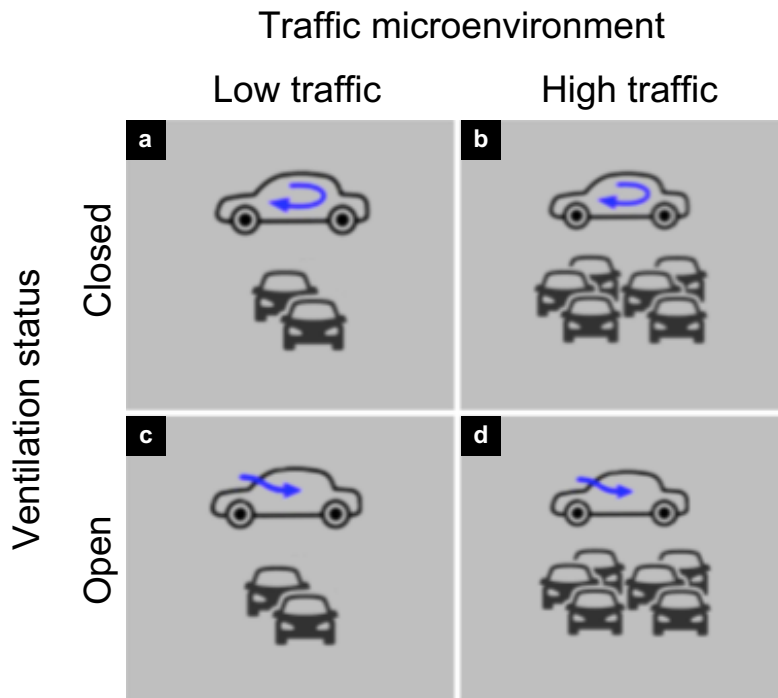 Traffic microenvironment
Low traffic
High traffic
Ventilation status
Closed
a
b
Open
c
d